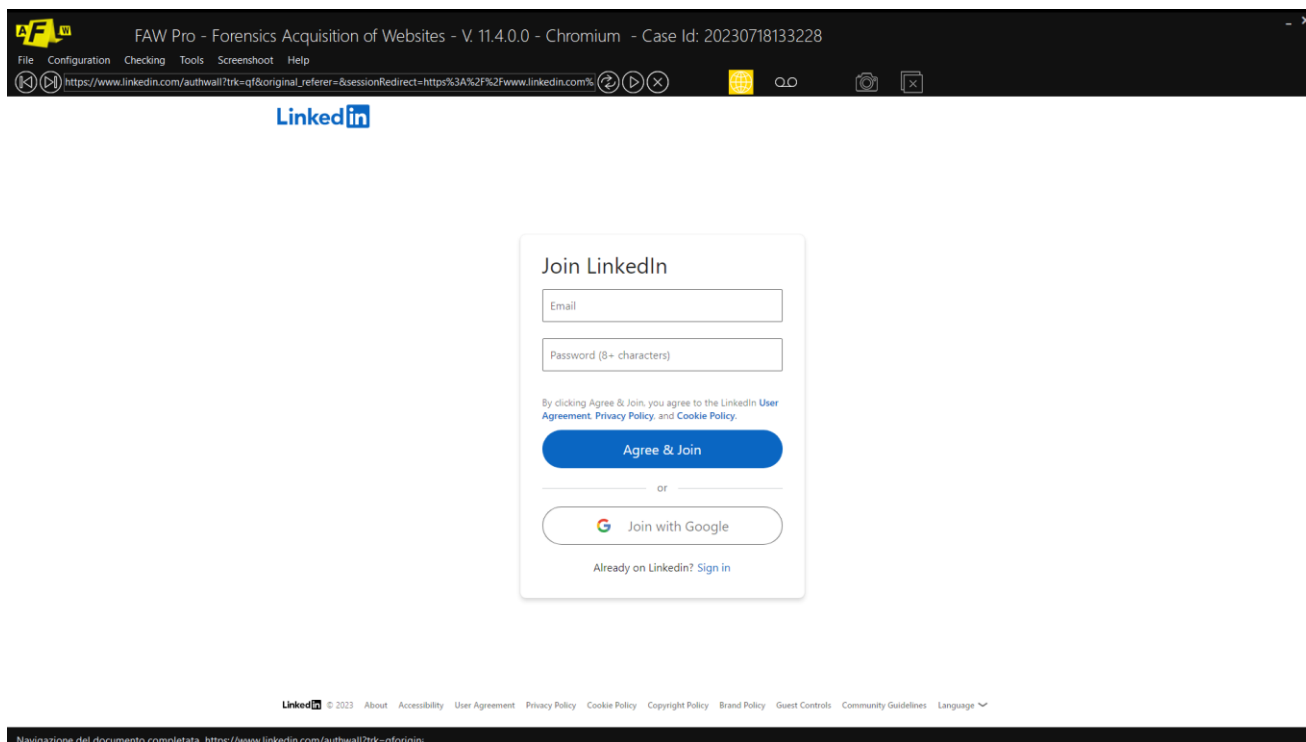 AFW
FAW Pro - Forensics Acquisition of Websites - V. 11.4.0.0 - Chromium - Case Id: 20230718133228
File Configuration Checking Tools Screenshoot Help
https://www.linkedin.com/authwall?trk=qf&original_referer=&sessionRedirect=https%3A%2F%2Fwww.linkedin.com%
Linked in
Join LinkedIn
Email
Password (8+ characters)
By clicking Agree & Join, you agree to the LinkedIn User
Agreement, Privacy Policy, and Cookie Policy.
Agree & Join
or
Join with Google
Already on Linkedin? Sign in
Linked in © 2023 About Accessibility User Agreement Privacy Policy Cookie Policy Copyright Policy Brand Policy Guest Controls Community Guidelines Language
Navigazione del documento completata. https://www.linkedin.com/authwall?trk=qforigin: